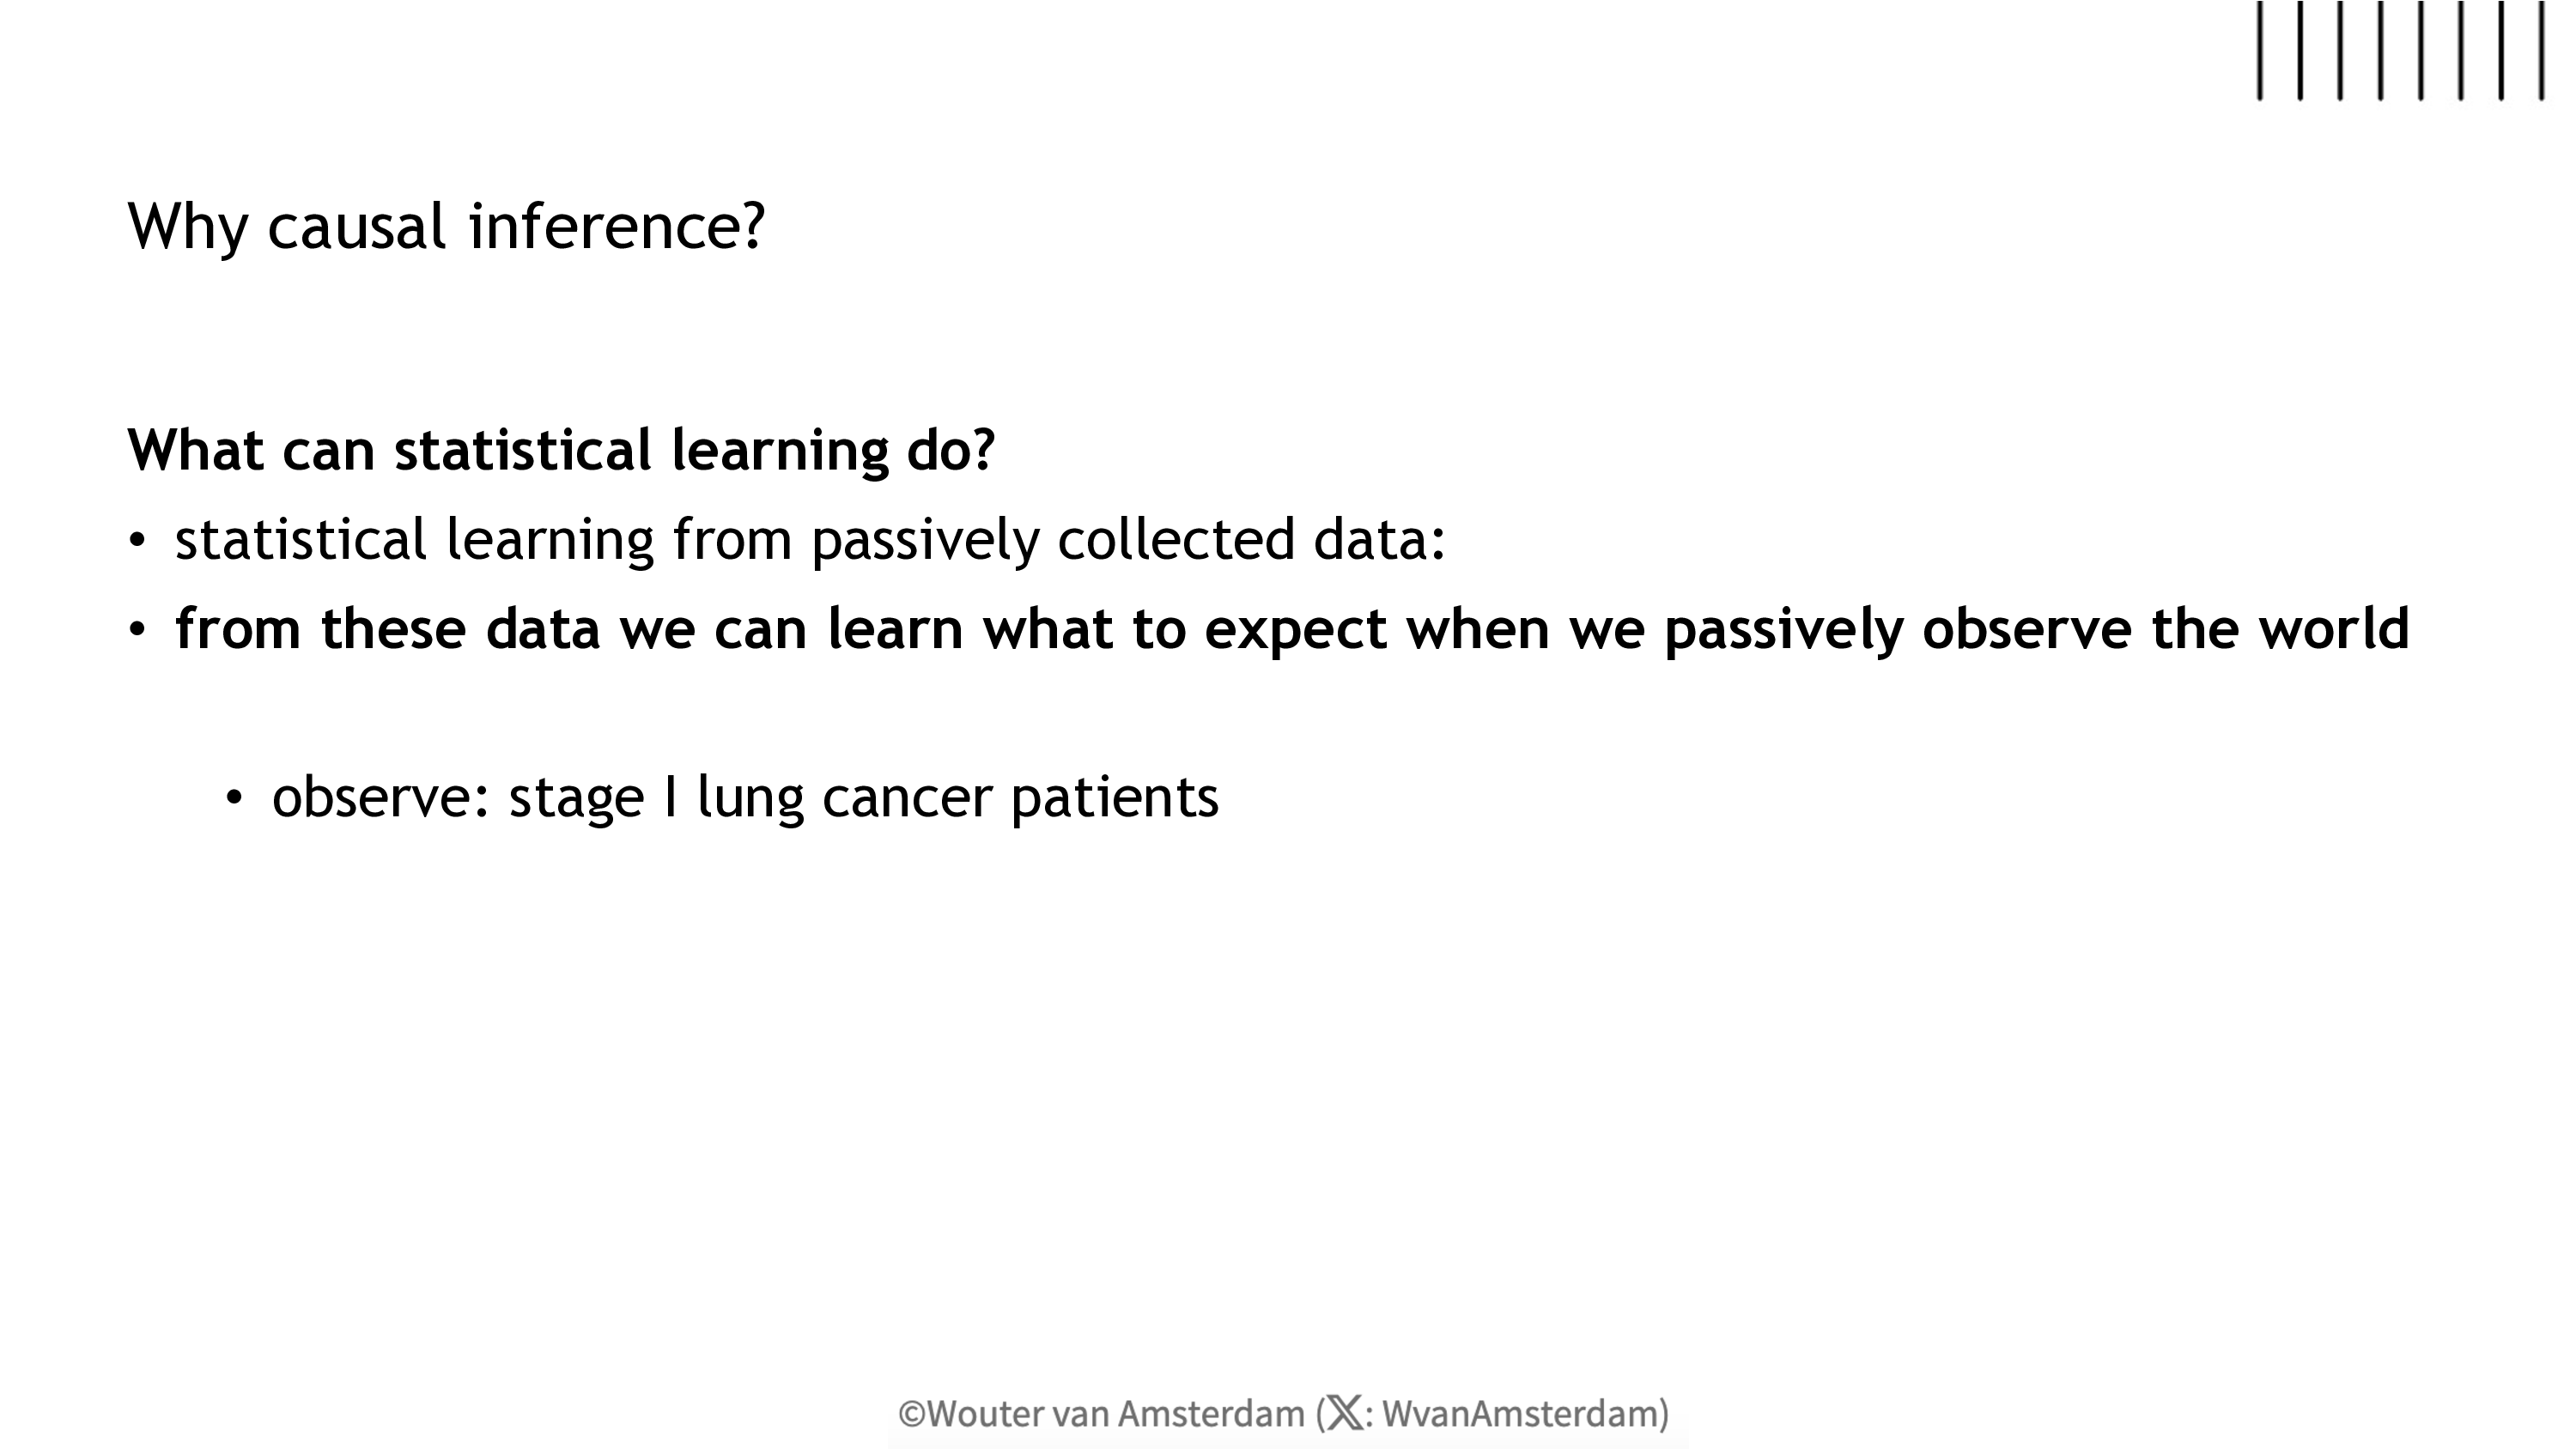 Why causal inference?
What can statistical learning do?
• statistical learning from passively collected data:
• from these data we can learn what to expect when we passively observe the world
• observe: stage I lung cancer patients
©Wouter van Amsterdam (𝕏: WvanAmsterdam)